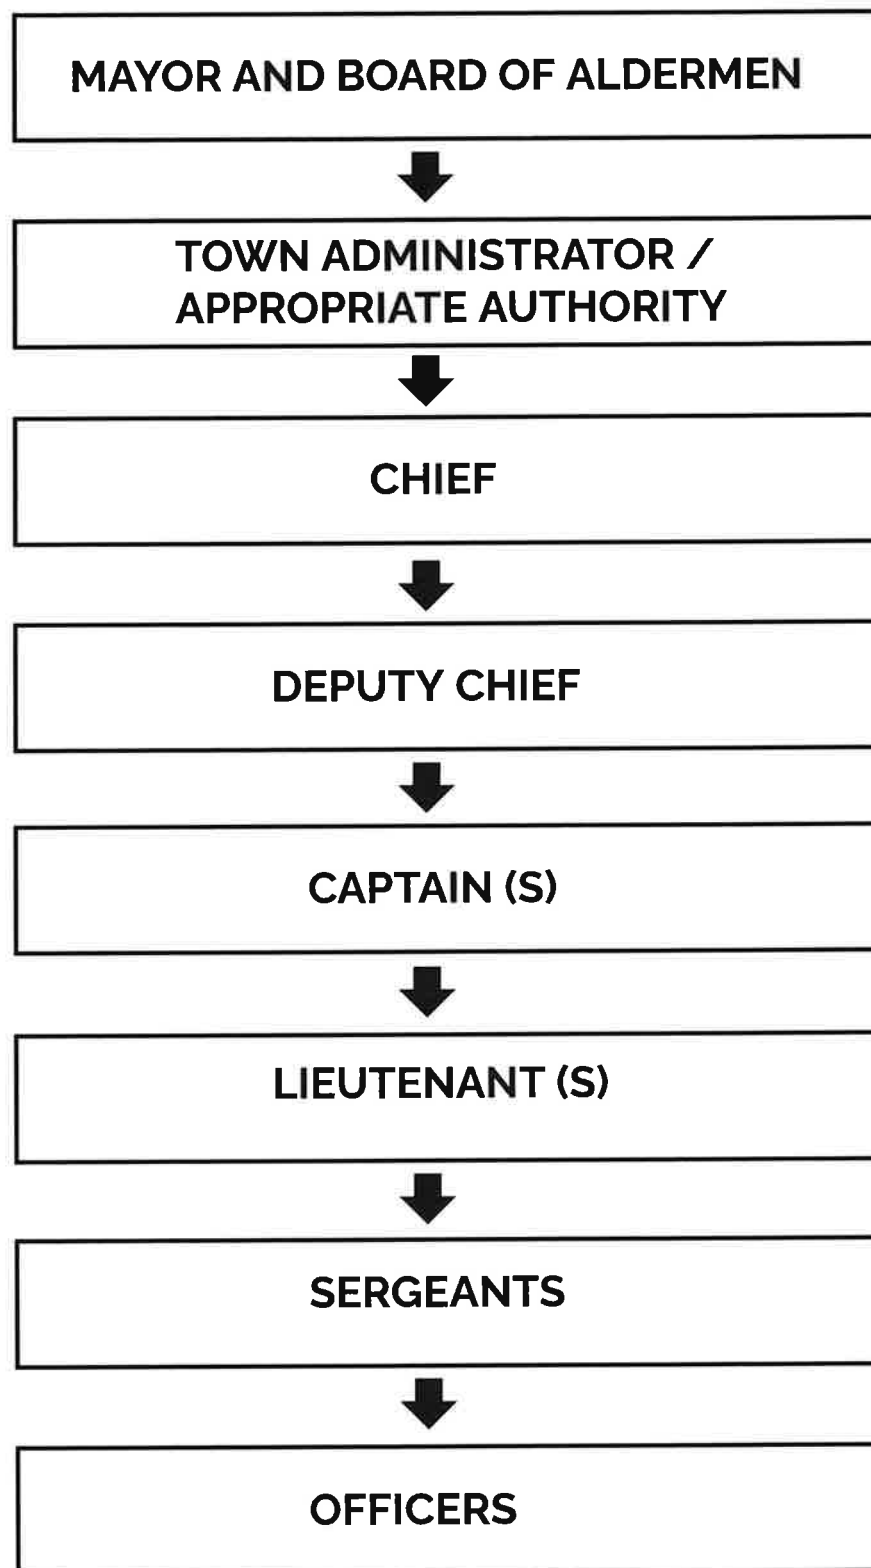 MAYOR AND BOARD OF ALDERMEN
TOWN ADMINISTRATOR /
APPROPRIATE AUTHORITY
CHIEF
DEPUTY CHIEF
CAPTAIN (S)
LIEUTENANT (S)
SERGEANTS
OFFICERS